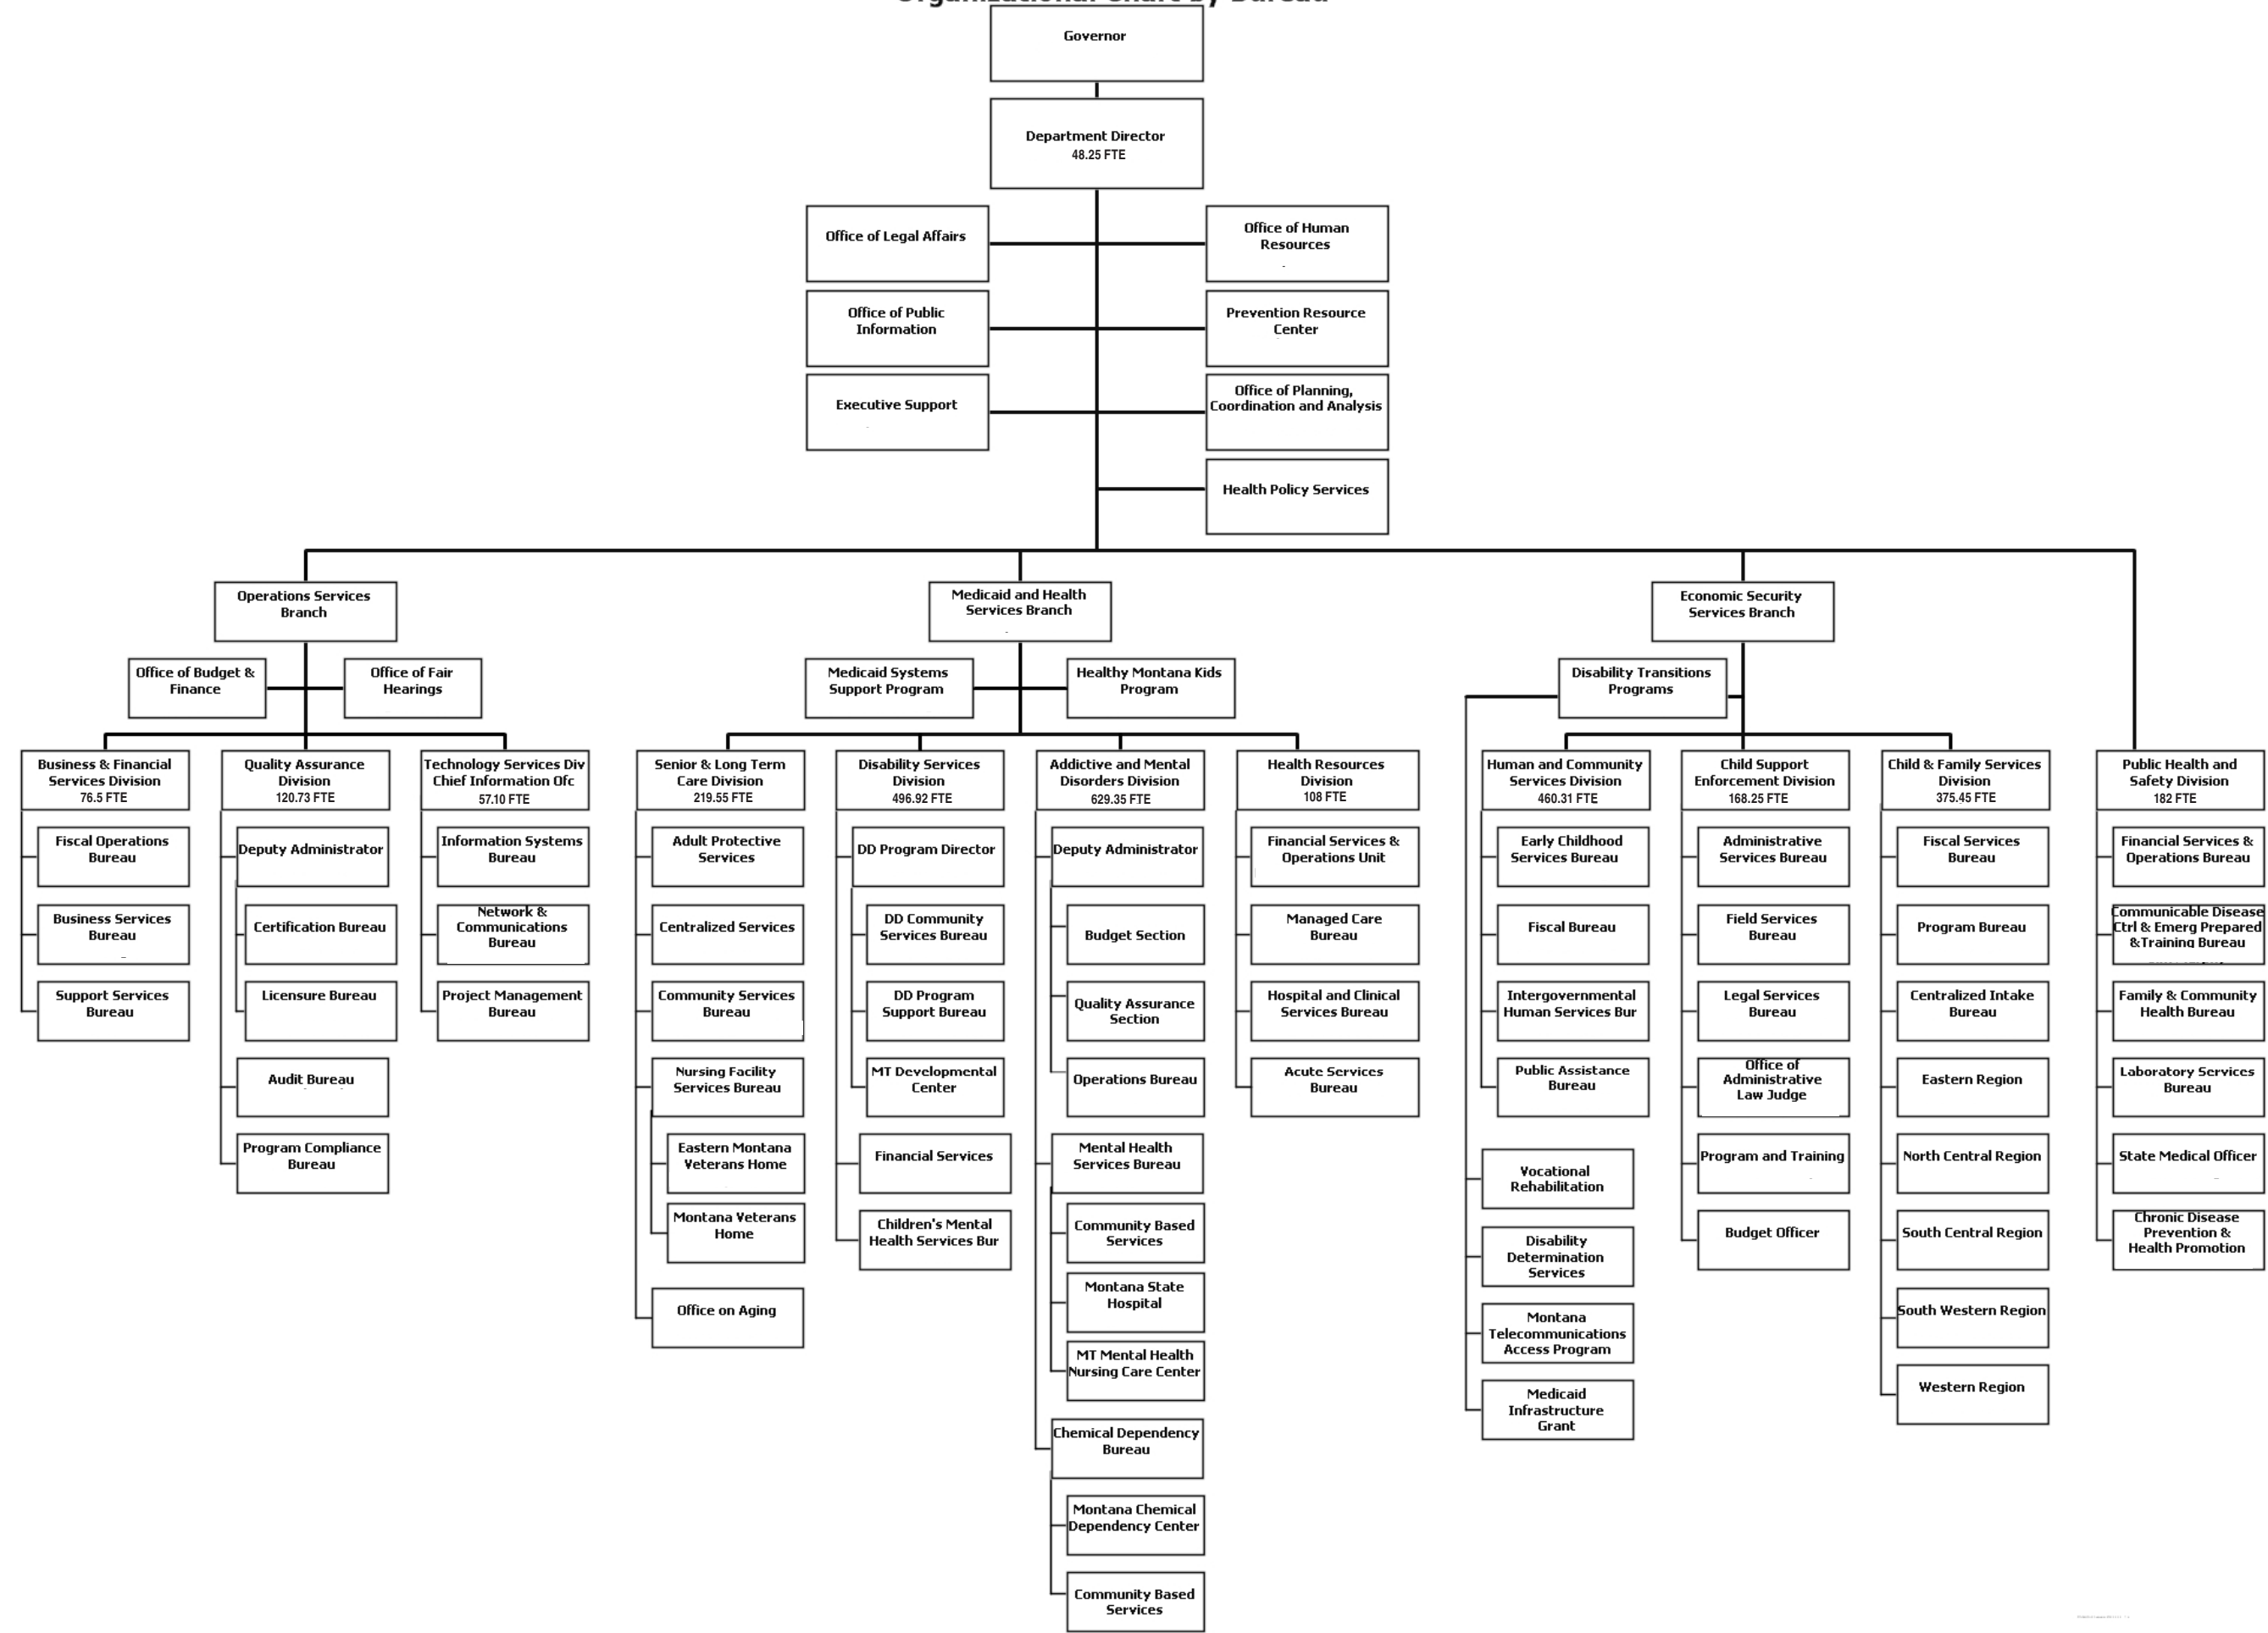 Organizational Chart by Bureau
Governor
Department Director
48.25 FTE
Office of Legal Affairs
Office of Human
Resources
Office of Public
Information
Prevention Resource
Center
Executive Support
Office of Planning,
Coordination and Analysis
Health Policy Services
Operations Services
Branch
Medicaid and Health
Services Branch
Economic Security
Services Branch
Office of Budget &
Finance
Office of Fair
Hearings
Medicaid Systems
Support Program
Healthy Montana Kids
Program
Disability Transitions
Programs
Business & Financial
Services Division
76.5 FTE
Fiscal Operations
Bureau
Business Services
Bureau
Support Services
Bureau
Quality Assurance
Division
120.73 FTE
Deputy Administrator
Certification Bureau
Licensure Bureau
Audit Bureau
Program Compliance
Bureau
Technology Services Div
Chief Information Ofc
57.10 FTE
Information Systems
Bureau
Network &
Communications
Bureau
Project Management
Bureau
Senior & Long Term
Care Division
219.55 FTE
Adult Protective
Services
Centralized Services
Community Services
Bureau
Nursing Facility
Services Bureau
Eastern Montana
Veterans Home
Montana Veterans
Home
Office on Aging
Disability Services
Division
496.92 FTE
DD Program Director
DD Community
Services Bureau
DD Program
Support Bureau
MT Developmental
Center
Financial Services
Children's Mental
Health Services Bur
Addictive and Mental
Disorders Division
629.35 FTE
Deputy Administrator
Budget Section
Quality Assurance
Section
Operations Bureau
Mental Health
Services Bureau
Community Based
Services
Montana State
Hospital
MT Mental Health
Nursing Care Center
Chemical Dependency
Bureau
Montana Chemical
Dependency Center
Community Based
Services
Health Resources
Division
108 FTE
Financial Services &
Operations Unit
Managed Care
Bureau
Hospital and Clinical
Services Bureau
Acute Services
Bureau
Human and Community
Services Division
460.31 FTE
Early Childhood
Services Bureau
Fiscal Bureau
Intergovernmental
Human Services Bur
Public Assistance
Bureau
Vocational
Rehabilitation
Disability
Determination
Services
Montana
Telecommunications
Access Program
Medicaid
Infrastructure
Grant
Child Support
Enforcement Division
168.25 FTE
Administrative
Services Bureau
Field Services
Bureau
Legal Services
Bureau
Office of
Administrative
Law Judge
Program and Training
Budget Officer
Child & Family Services
Division
375.45 FTE
Fiscal Services
Bureau
Program Bureau
Centralized Intake
Bureau
Eastern Region
North Central Region
South Central Region
South Western Region
Western Region
Public Health and
Safety Division
182 FTE
Financial Services &
Operations Bureau
Communicable Disease
Ctrl & Emerg Prepared
&Training Bureau
Family & Community
Health Bureau
Laboratory Services
Bureau
State Medical Officer
Chronic Disease
Prevention &
Health Promotion